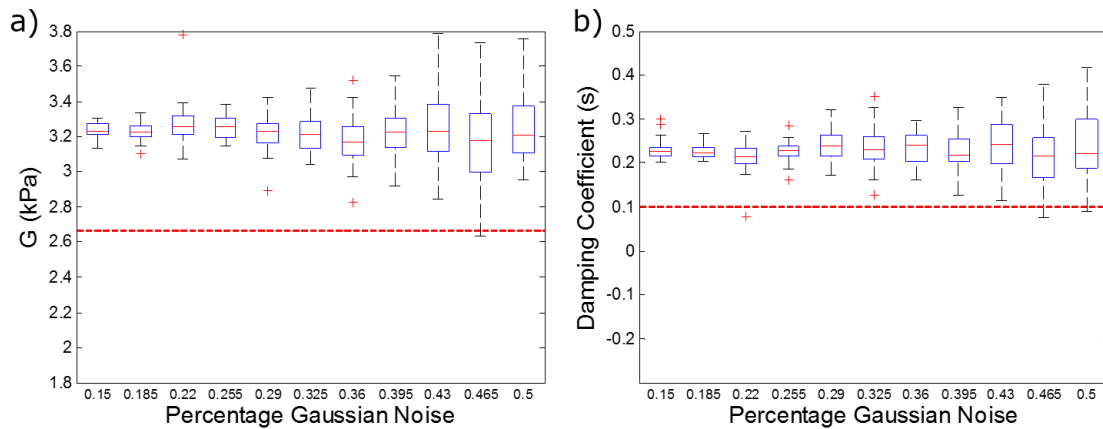 a)
3.8
3.6
3.4
3.2
3
2.8
2.6
2.4
2.2
2
1.8
G (kPa)
0.15 0.185 0.22 0.255 0.29 0.325 0.36 0.395 0.43 0.465 0.5
Percentage Gaussian Noise
b)
0.5
0.4
0.3
0.2
0.1
0
-0.1
-0.2
Damping Coefficient (s)
0.15 0.185 0.22 0.255 0.29 0.325 0.36 0.395 0.43 0.465 0.5
Percentage Gaussian Noise